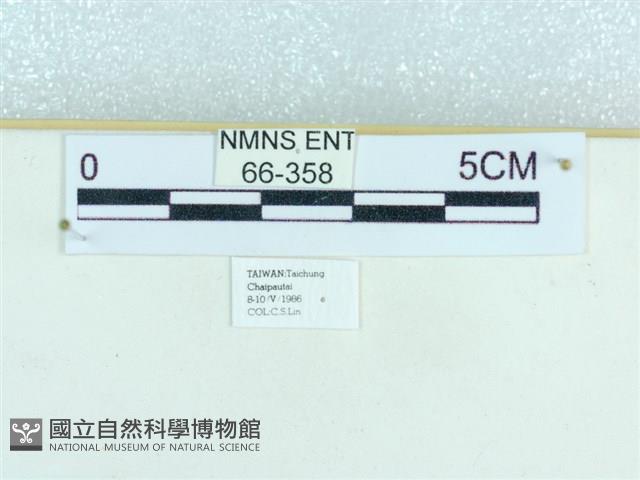 NMNS ENT
66-358
0
5CM
TAIWAN:Taichung
Chaipautai
8-10/V/1986
COL:C.S.Lin
國立自然科學博物館
NATIONAL MUSEUM OF NATURAL SCIENCE